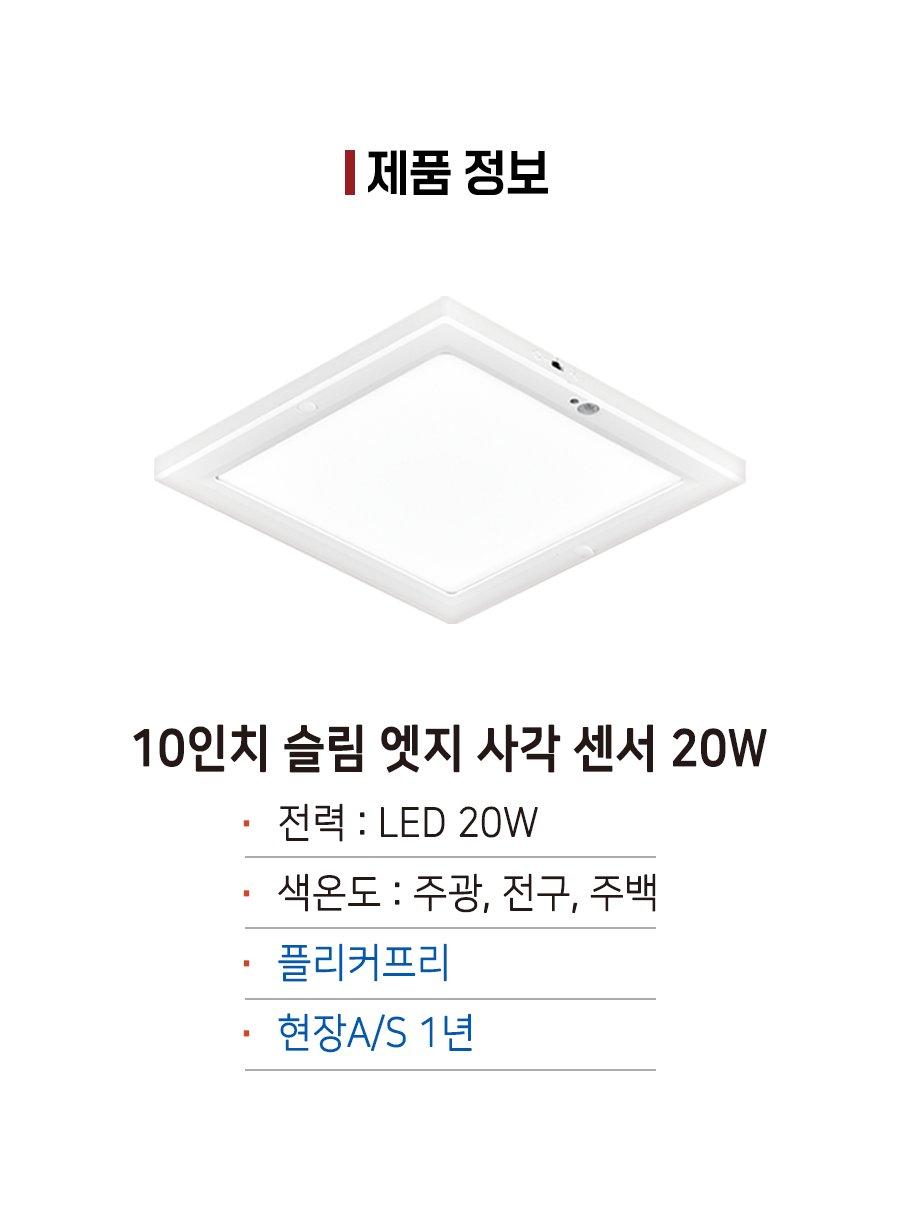 제품 정보
10인치 슬림 엣지 사각 센서 20W
· 전력 : LED 20W
· 색온도 : 주광, 전구, 주백
· 플리커프리
· 현장A/S 1년